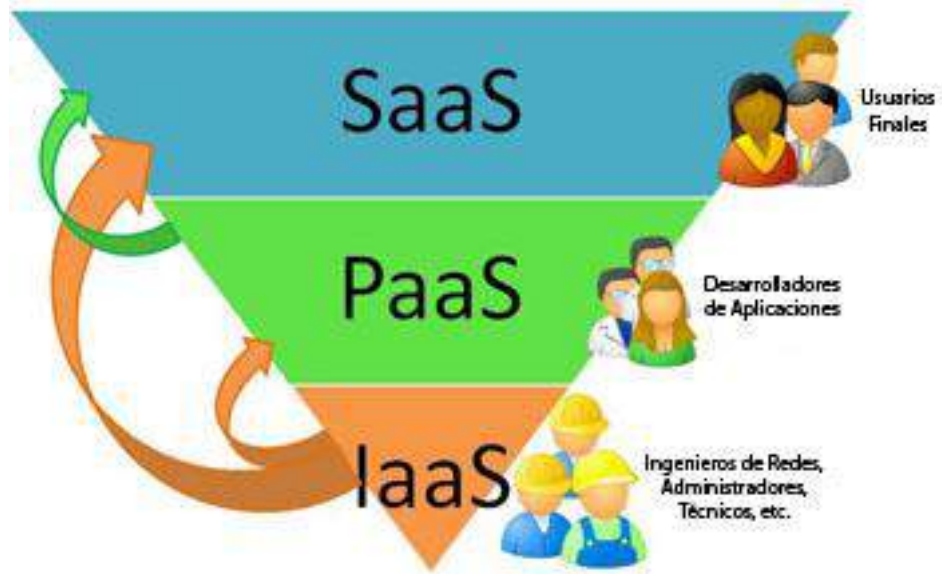 SaaS
Usuarios
Finales
PaaS
Desarrolladores
de Aplicaciones
IaaS
Ingenieros de Redes,
Administradores,
Técnicos, etc.